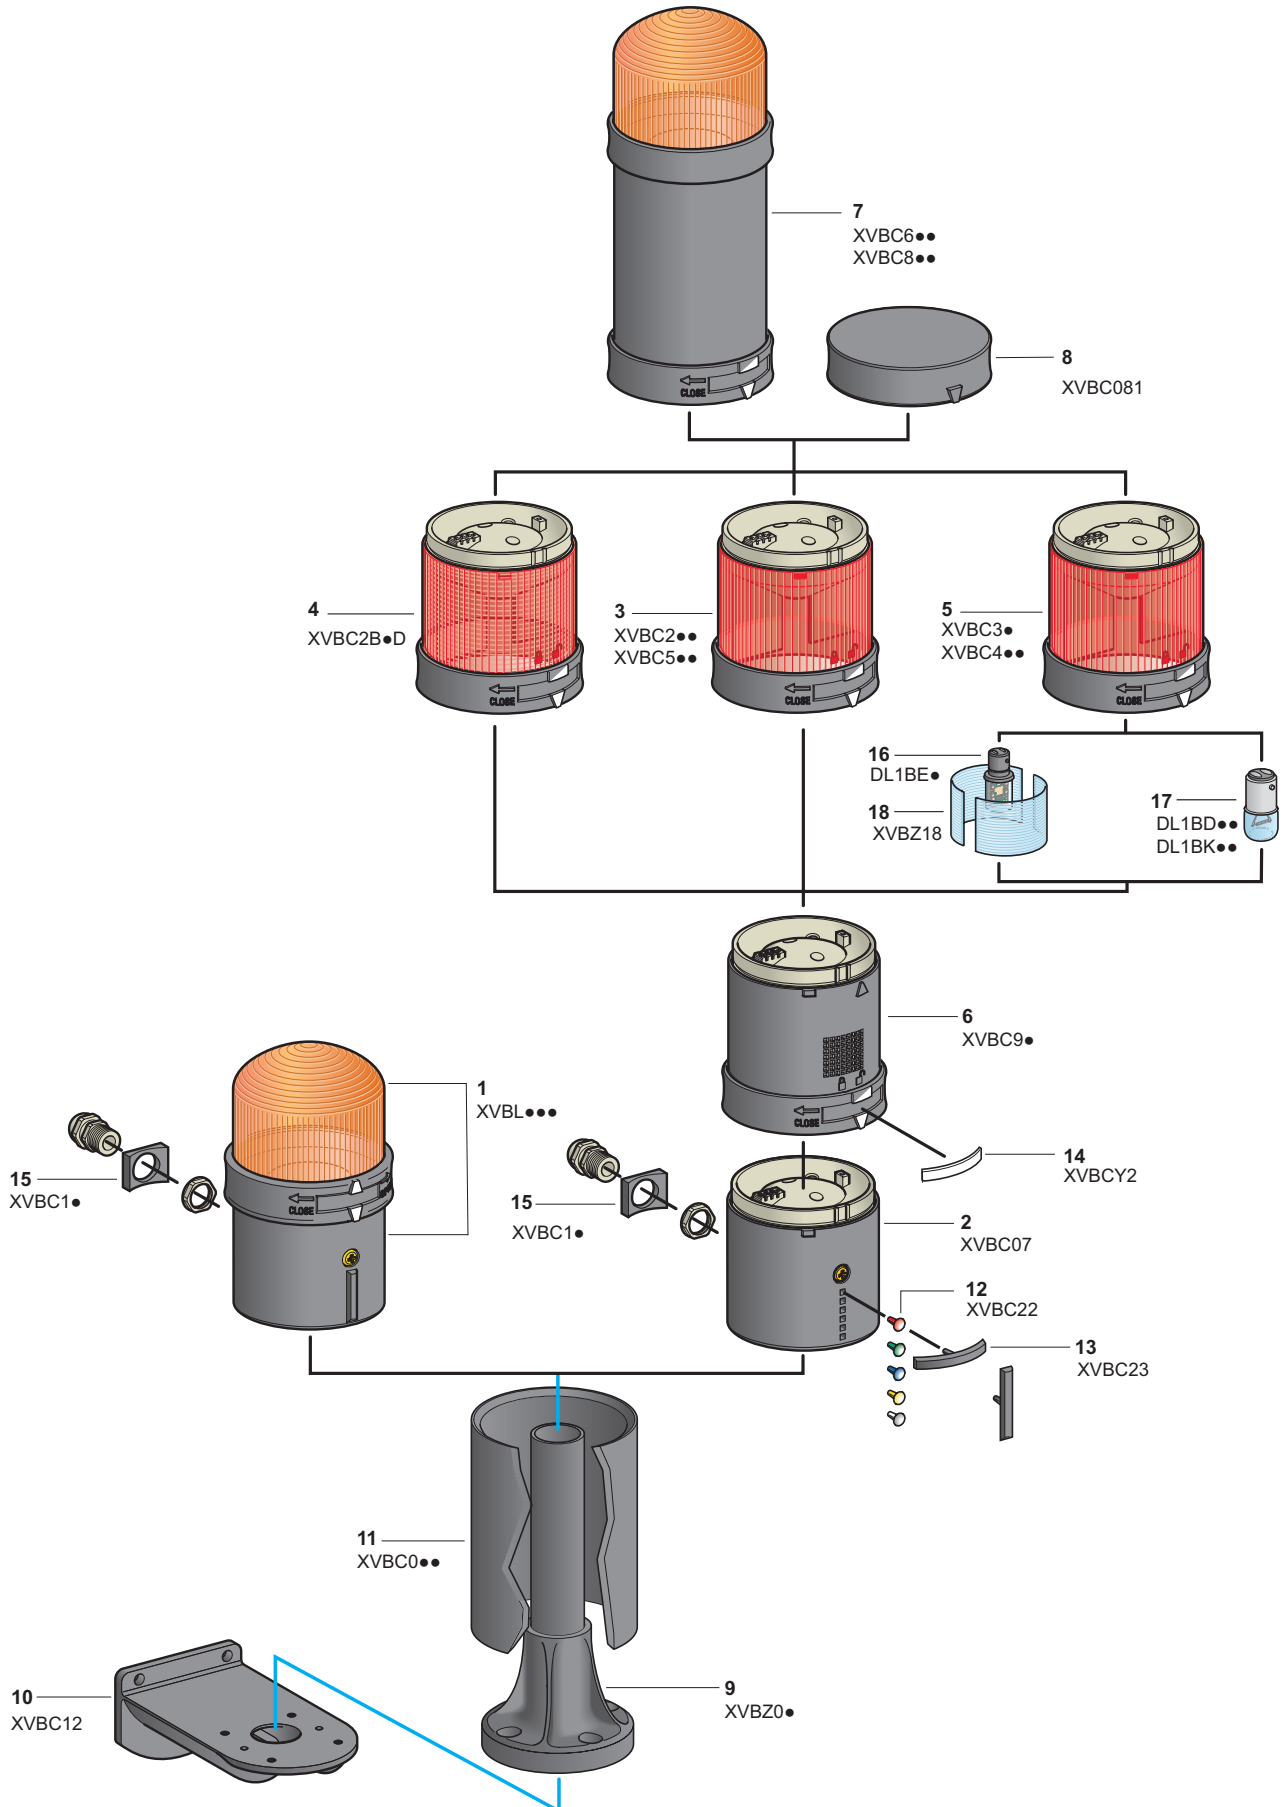 7
XVBC6●●
XVBC8●●
CLOSE
8
XVBC081
4
XVBC2B●D
CLOSE
3
XVBC2●●
XVBC5●●
CLOSE
5
XVBC3●
XVBC4●●
CLOSE
16
DL1BE●
18
XVBZ18
17
DL1BD●●
DL1BK●●
6
XVBC9●
CLOSE
1
XVBL●●●
CLOSE
15
XVBC1●
15
XVBC1●
14
XVBCY2
2
XVBC07
12
XVBC22
13
XVBC23
11
XVBC0●●
10
XVBC12
9
XVBZ0●